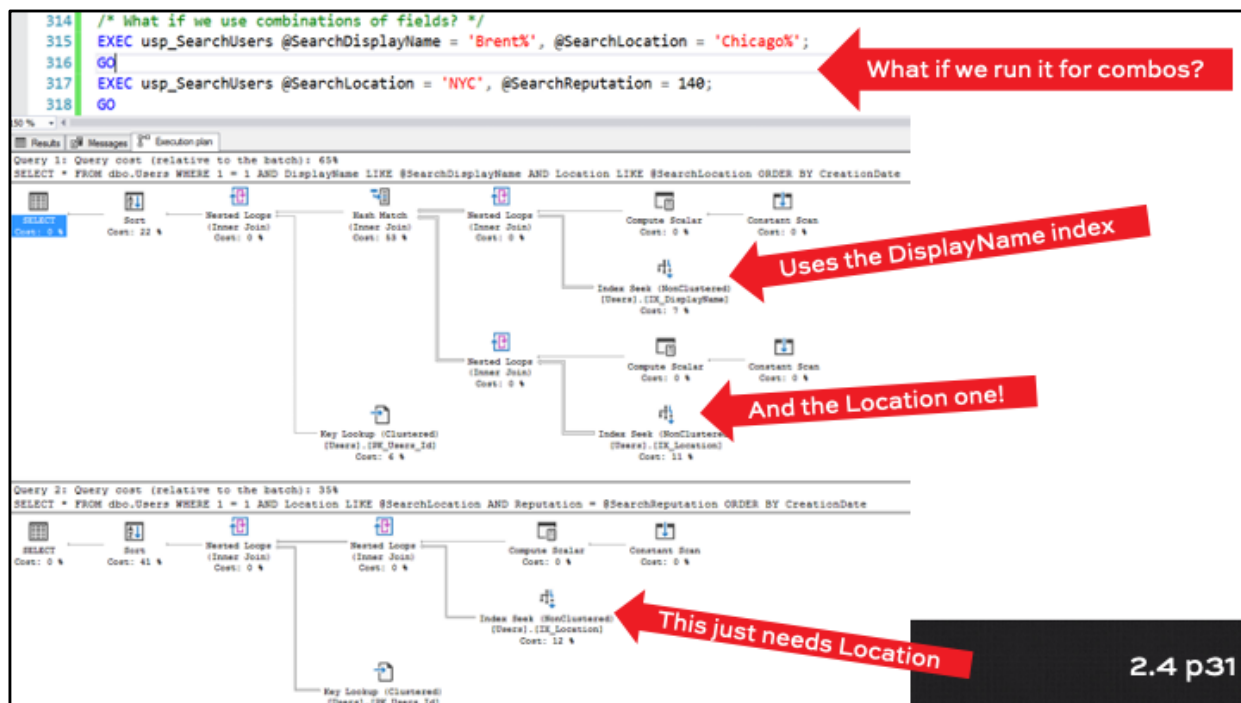 314 /* What if we use combinations of fields? */
315 EXEC usp_SearchUsers @SearchDisplayName = 'Brent%', @SearchLocation = 'Chicago%';
316 GO
317 EXEC usp_SearchUsers @SearchLocation = 'NYC', @SearchReputation = 140;
318 GO
What if we run it for combos?
Results Messages Execution plan
Query 1: Query cost (relative to the batch): 65%
SELECT * FROM dbo.Users WHERE 1 = 1 AND DisplayName LIKE @SearchDisplayName AND Location LIKE @SearchLocation ORDER BY CreationDate
SELECT
Cost: 0 %
Sort
Cost: 22 %
Nested Loops
(Inner Join)
Cost: 0 %
Hash Match
(Inner Join)
Cost: 53 %
Nested Loops
(Inner Join)
Cost: 0 %
Compute Scalar
Cost: 0 %
Constant Scan
Cost: 0 %
Uses the DisplayName index
Index Seek (NonClustered)
[Users].[IX_DisplayName]
Cost: 7 %
Nested Loops
(Inner Join)
Cost: 0 %
Compute Scalar
Cost: 0 %
Constant Scan
Cost: 0 %
And the Location one!
Key Lookup (Clustered)
[Users].[PK_Users_Id]
Cost: 6 %
Index Seek (NonClustered
[Users].[IX_Location]
Cost: 11 %
Query 2: Query cost (relative to the batch): 35%
SELECT * FROM dbo.Users WHERE 1 = 1 AND Location LIKE @SearchLocation AND Reputation = @SearchReputation ORDER BY CreationDate
SELECT
Cost: 0 %
Sort
Cost: 41 %
Nested Loops
(Inner Join)
Cost: 0 %
Nested Loops
(Inner Join)
Cost: 0 %
Compute Scalar
Cost: 0 %
Constant Scan
Cost: 0 %
Index Seek (NonClustered)
[Users].[IX_Location]
Cost: 12 %
This just needs Location
Key Lookup (Clustered)
[Users].[PK_Users_Id]
2.4 p31